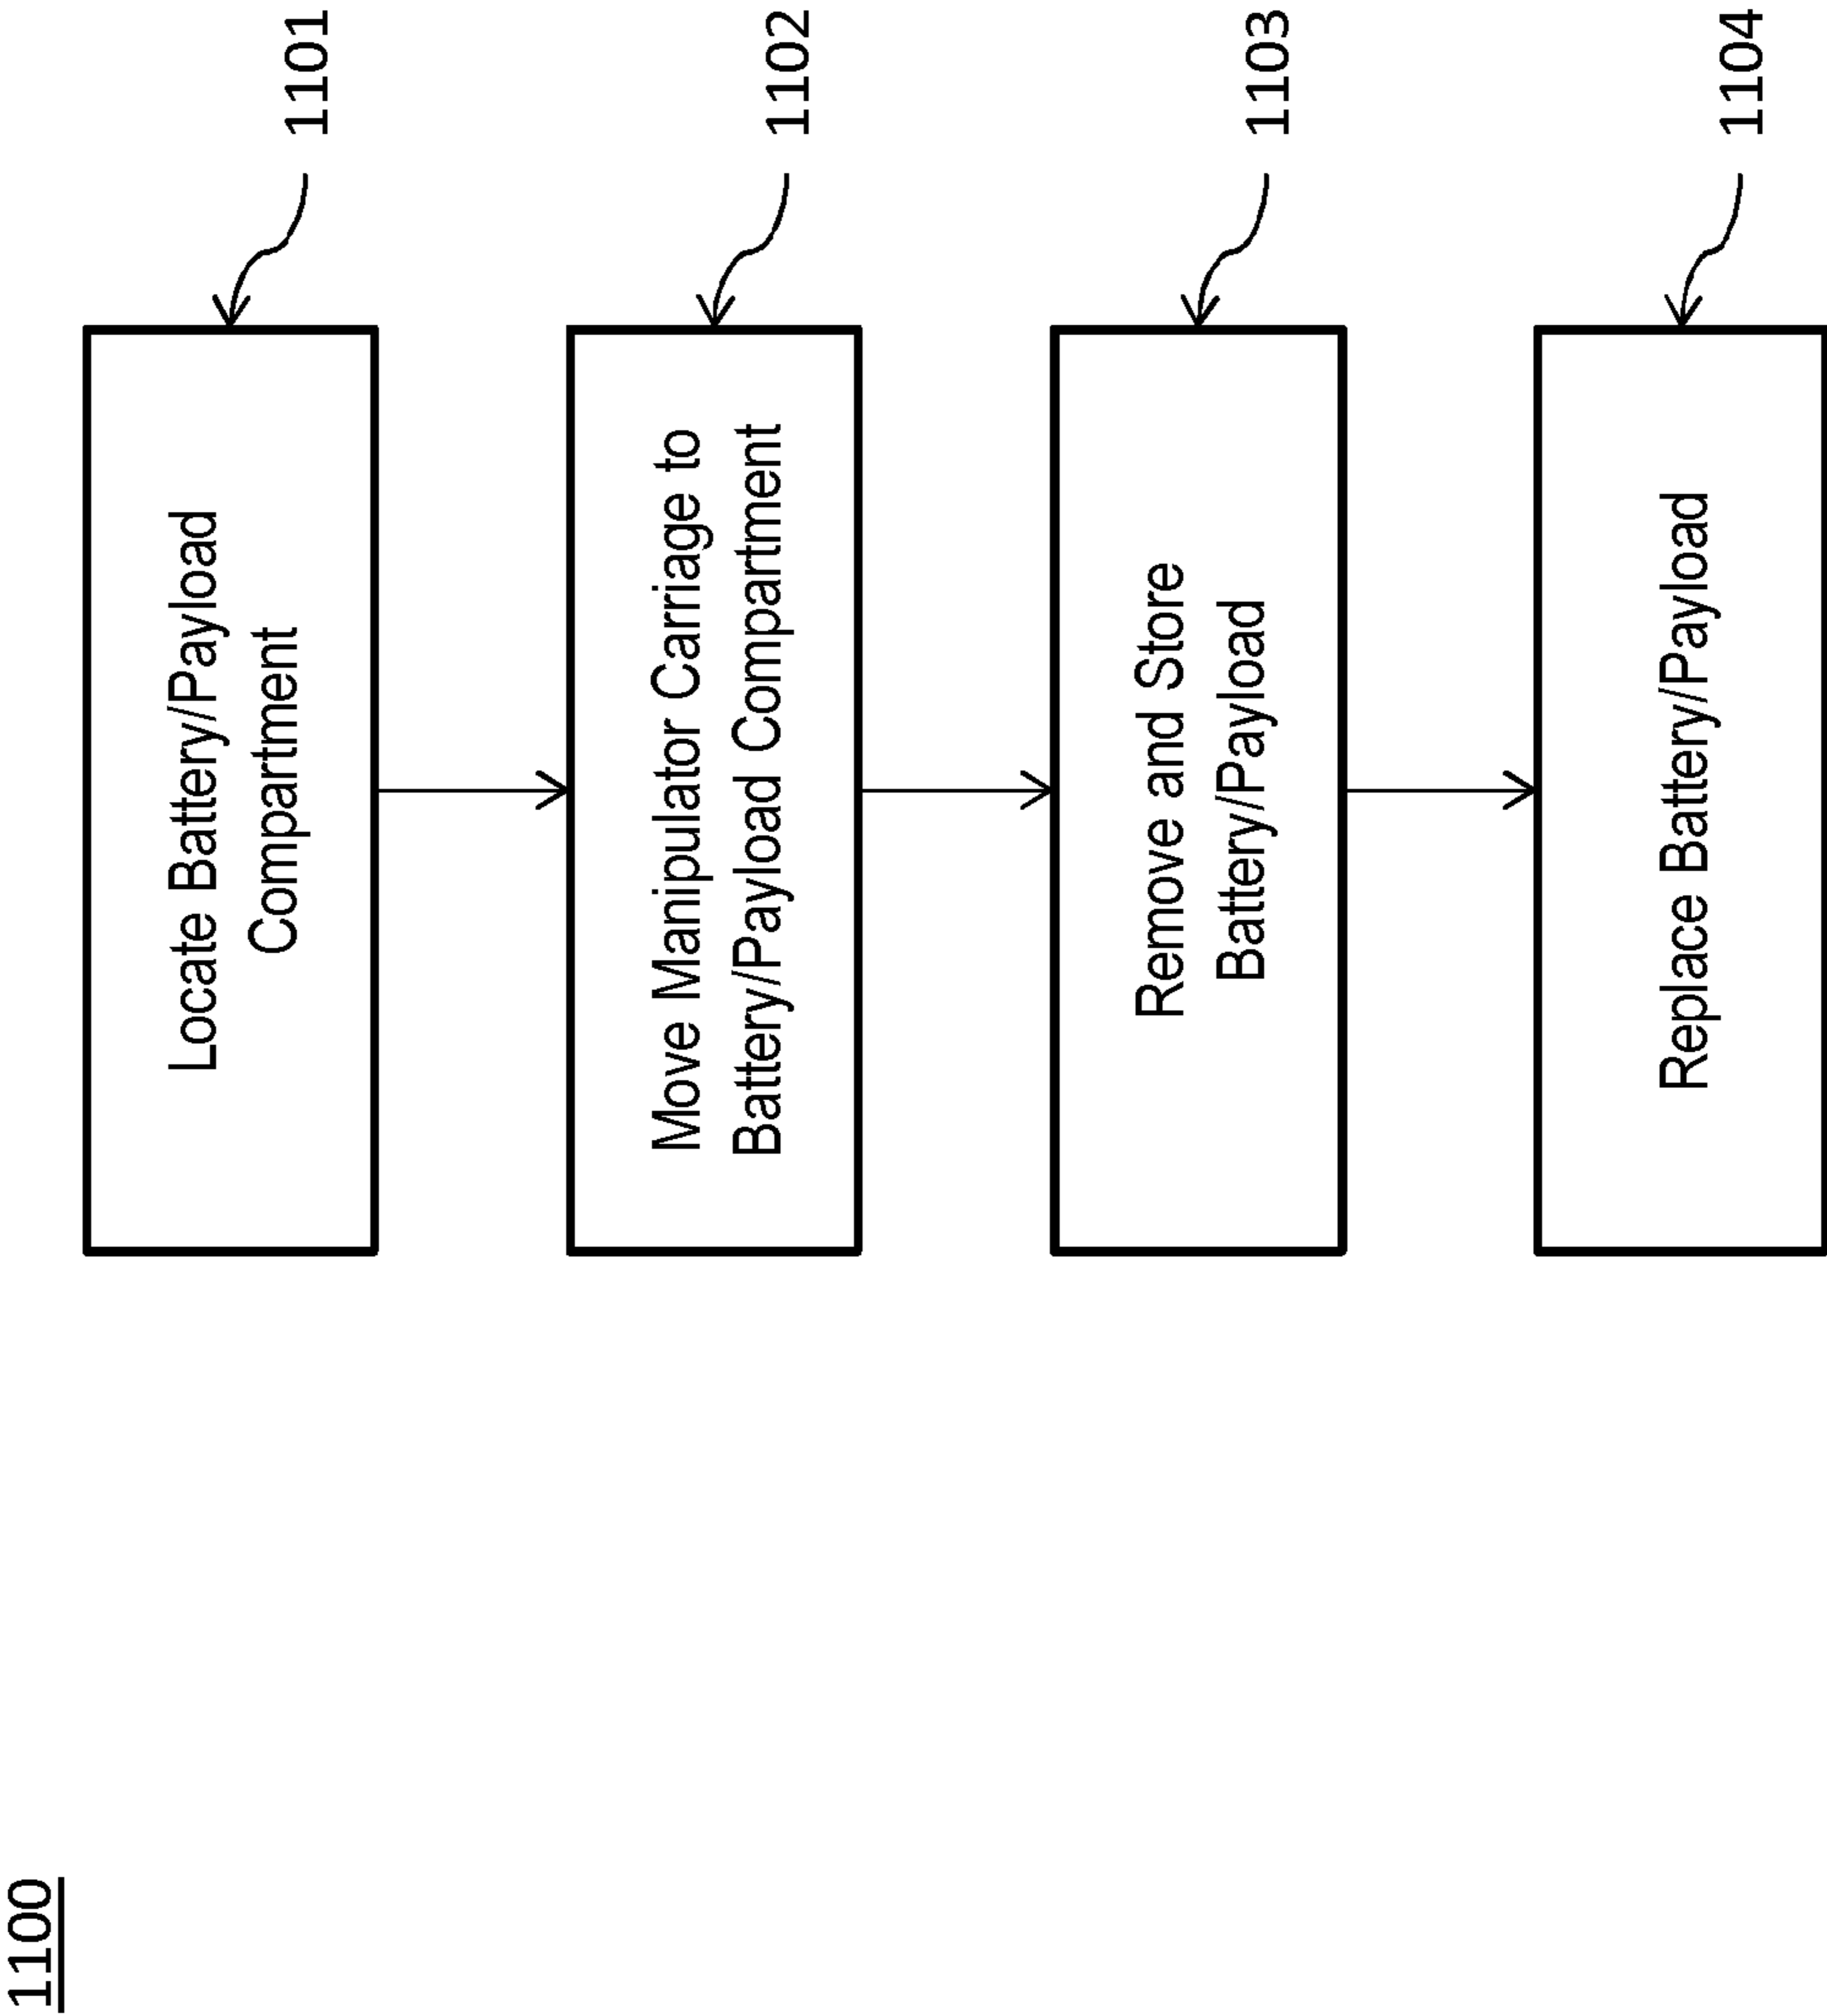 1100
Locate Battery/Payload
Compartment
1101
Move Manipulator Carriage to
Battery/Payload Compartment
1102
Remove and Store
Battery/Payload
1103
Replace Battery/Payload
1104